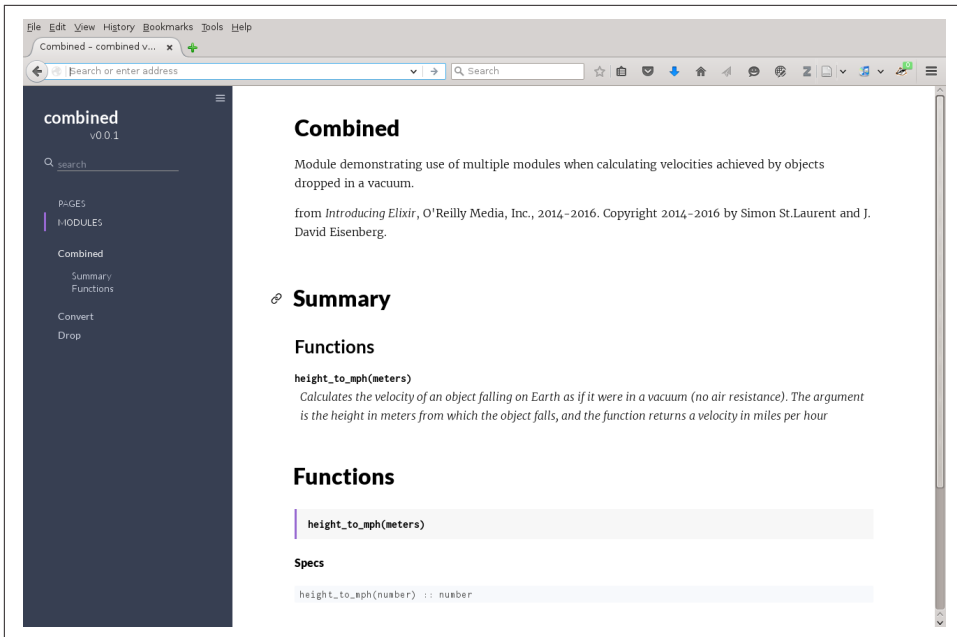 File Edit View History Bookmarks Tools Help
Combined – combined v...
Search or enter address
Search
combined
v0.0.1
search
PAGES
MODULES
Combined
Summary
Functions
Convert
Drop
Combined
Module demonstrating use of multiple modules when calculating velocities achieved by objects
dropped in a vacuum.
from Introducing Elixir, O'Reilly Media, Inc., 2014-2016. Copyright 2014-2016 by Simon St.Laurent and J.
David Eisenberg.
Summary
Functions
height_to_mph(meters)
Calculates the velocity of an object falling on Earth as if it were in a vacuum (no air resistance). The argument
is the height in meters from which the object falls, and the function returns a velocity in miles per hour
Functions
height_to_mph(meters)
Specs
height_to_mph(number) :: number